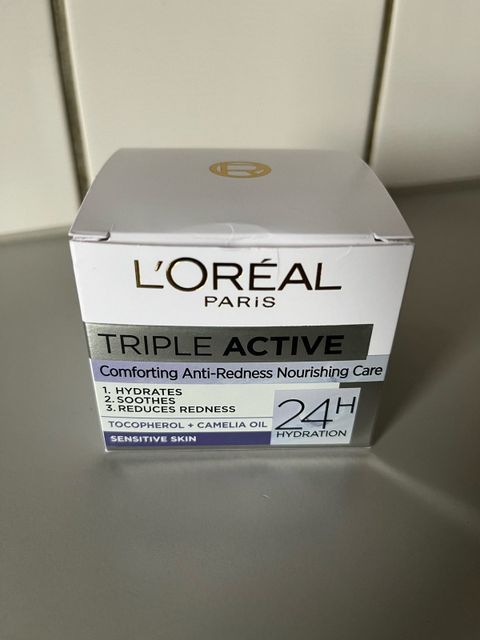 L'ORÉAL
PARIS
TRIPLE ACTIVE
Comforting Anti-Redness Nourishing Care
1. HYDRATES
2. SOOTHES
3. REDUCES REDNESS
TOCOPHEROL + CAMELIA OIL
SENSITIVE SKIN
24H
HYDRATION